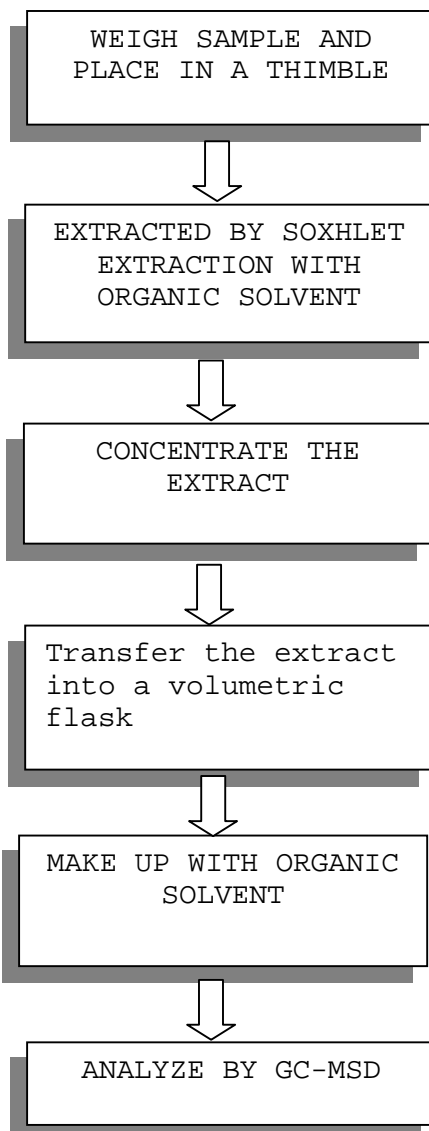 WEIGH SAMPLE AND
PLACE IN A THIMBLE
EXTRACTED BY SOXHLET
EXTRACTION WITH
ORGANIC SOLVENT
CONCENTRATE THE
EXTRACT
Transfer the extract
into a volumetric
flask
MAKE UP WITH ORGANIC
SOLVENT
ANALYZE BY GC-MSD